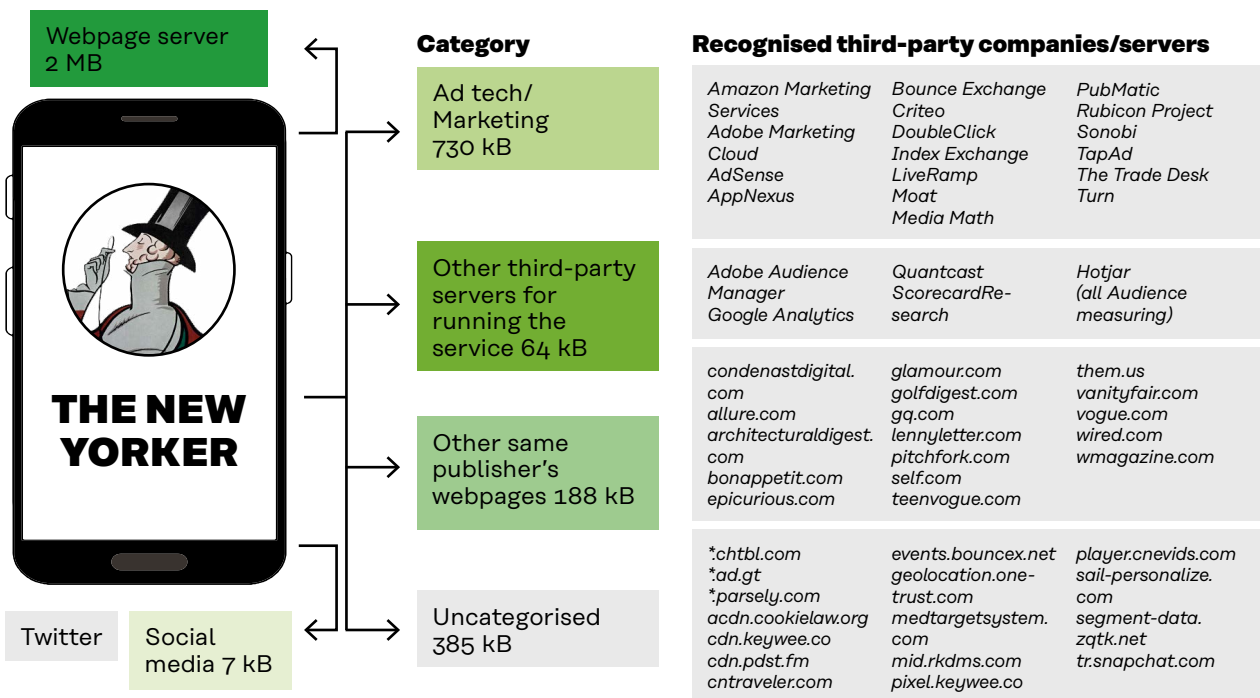 Webpage server
2 MB
THE NEW
YORKER
Twitter
Social
media 7 kB
Category
Ad tech/
Marketing
730 kB
Other third-party
servers for
running the
service 64 kB
Other same
publisher's
webpages 188 kB
Uncategorised
385 kB
Recognised third-party companies/servers
Amazon Marketing
Services
Adobe Marketing
Cloud
AdSense
AppNexus
Bounce Exchange
Criteo
DoubleClick
Index Exchange
LiveRamp
Moat
Media Math
PubMatic
Rubicon Project
Sonobi
TapAd
The Trade Desk
Turn
Adobe Audience
Manager
Google Analytics
Quantcast
ScorecardRe-
search
Hotjar
(all Audience
measuring)
condenastdigital.
com
allure.com
architecturaldigest.
com
bonappetit.com
epicurious.com
glamour.com
golfdigest.com
gq.com
lennyletter.com
pitchfork.com
self.com
teenvogue.com
them.us
vanityfair.com
vogue.com
wired.com
wmagazine.com
*.chtbl.com
*.ad.gt
*.parsely.com
acdn.cookielaw.org
cdn.keywee.co
cdn.pdst.fm
cntraveler.com
events.bouncex.net
geolocation.one-
trust.com
medtargetsystem.
com
mid.rkdms.com
pixel.keywee.co
player.cnevids.com
sail-personalize.
com
segment-data.
zqtk.net
tr.snapchat.com